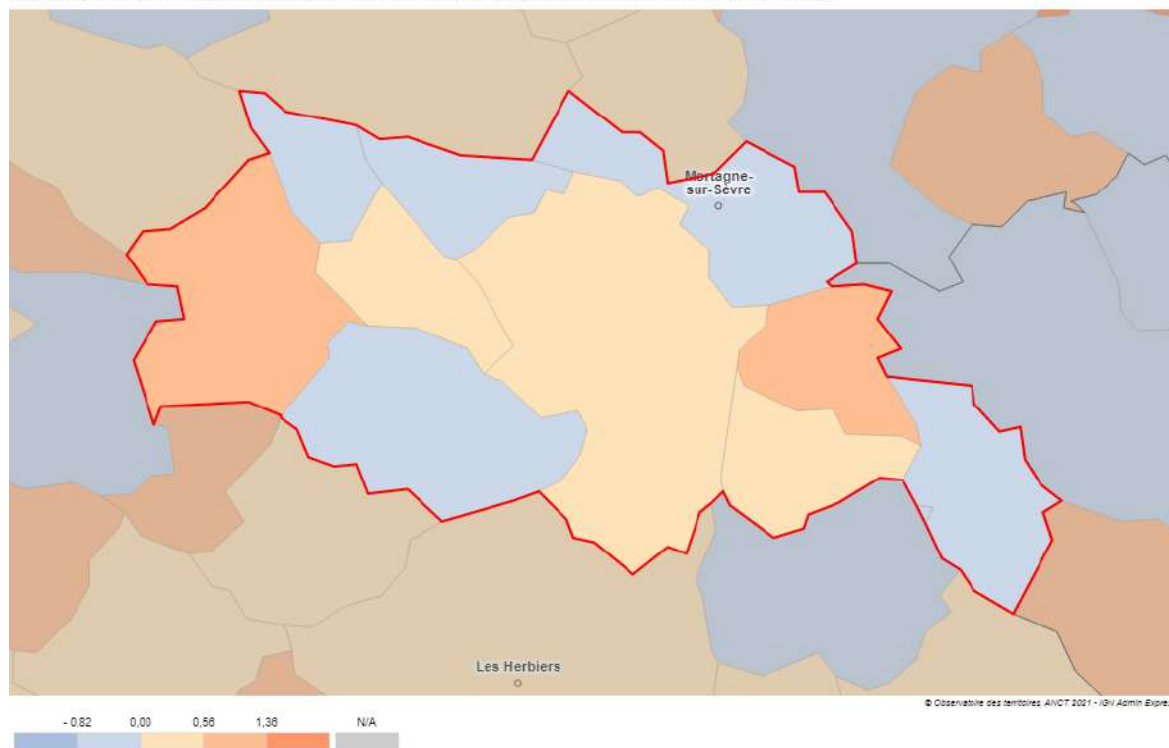 Mortagne-
sur-Sèvre
Les Herbiers
© Observatoire des territoires, ANCT 2021 - IGN Admin Expre
- 0,82 0,00 0,56 1,36 N/A